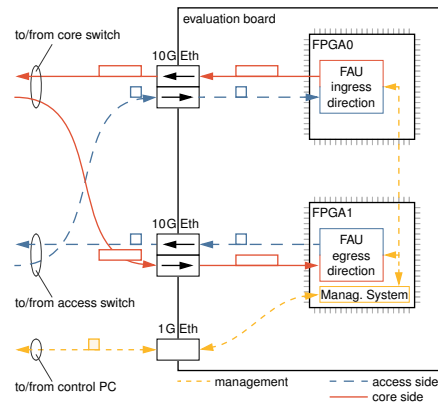 evaluation board
to/from core switch
10G Eth
FPGA0
FAU
ingress
direction
10G Eth
FPGA1
FAU
egress
direction
Manag. System
to/from access switch
1G Eth
to/from control PC
management
access side
core side